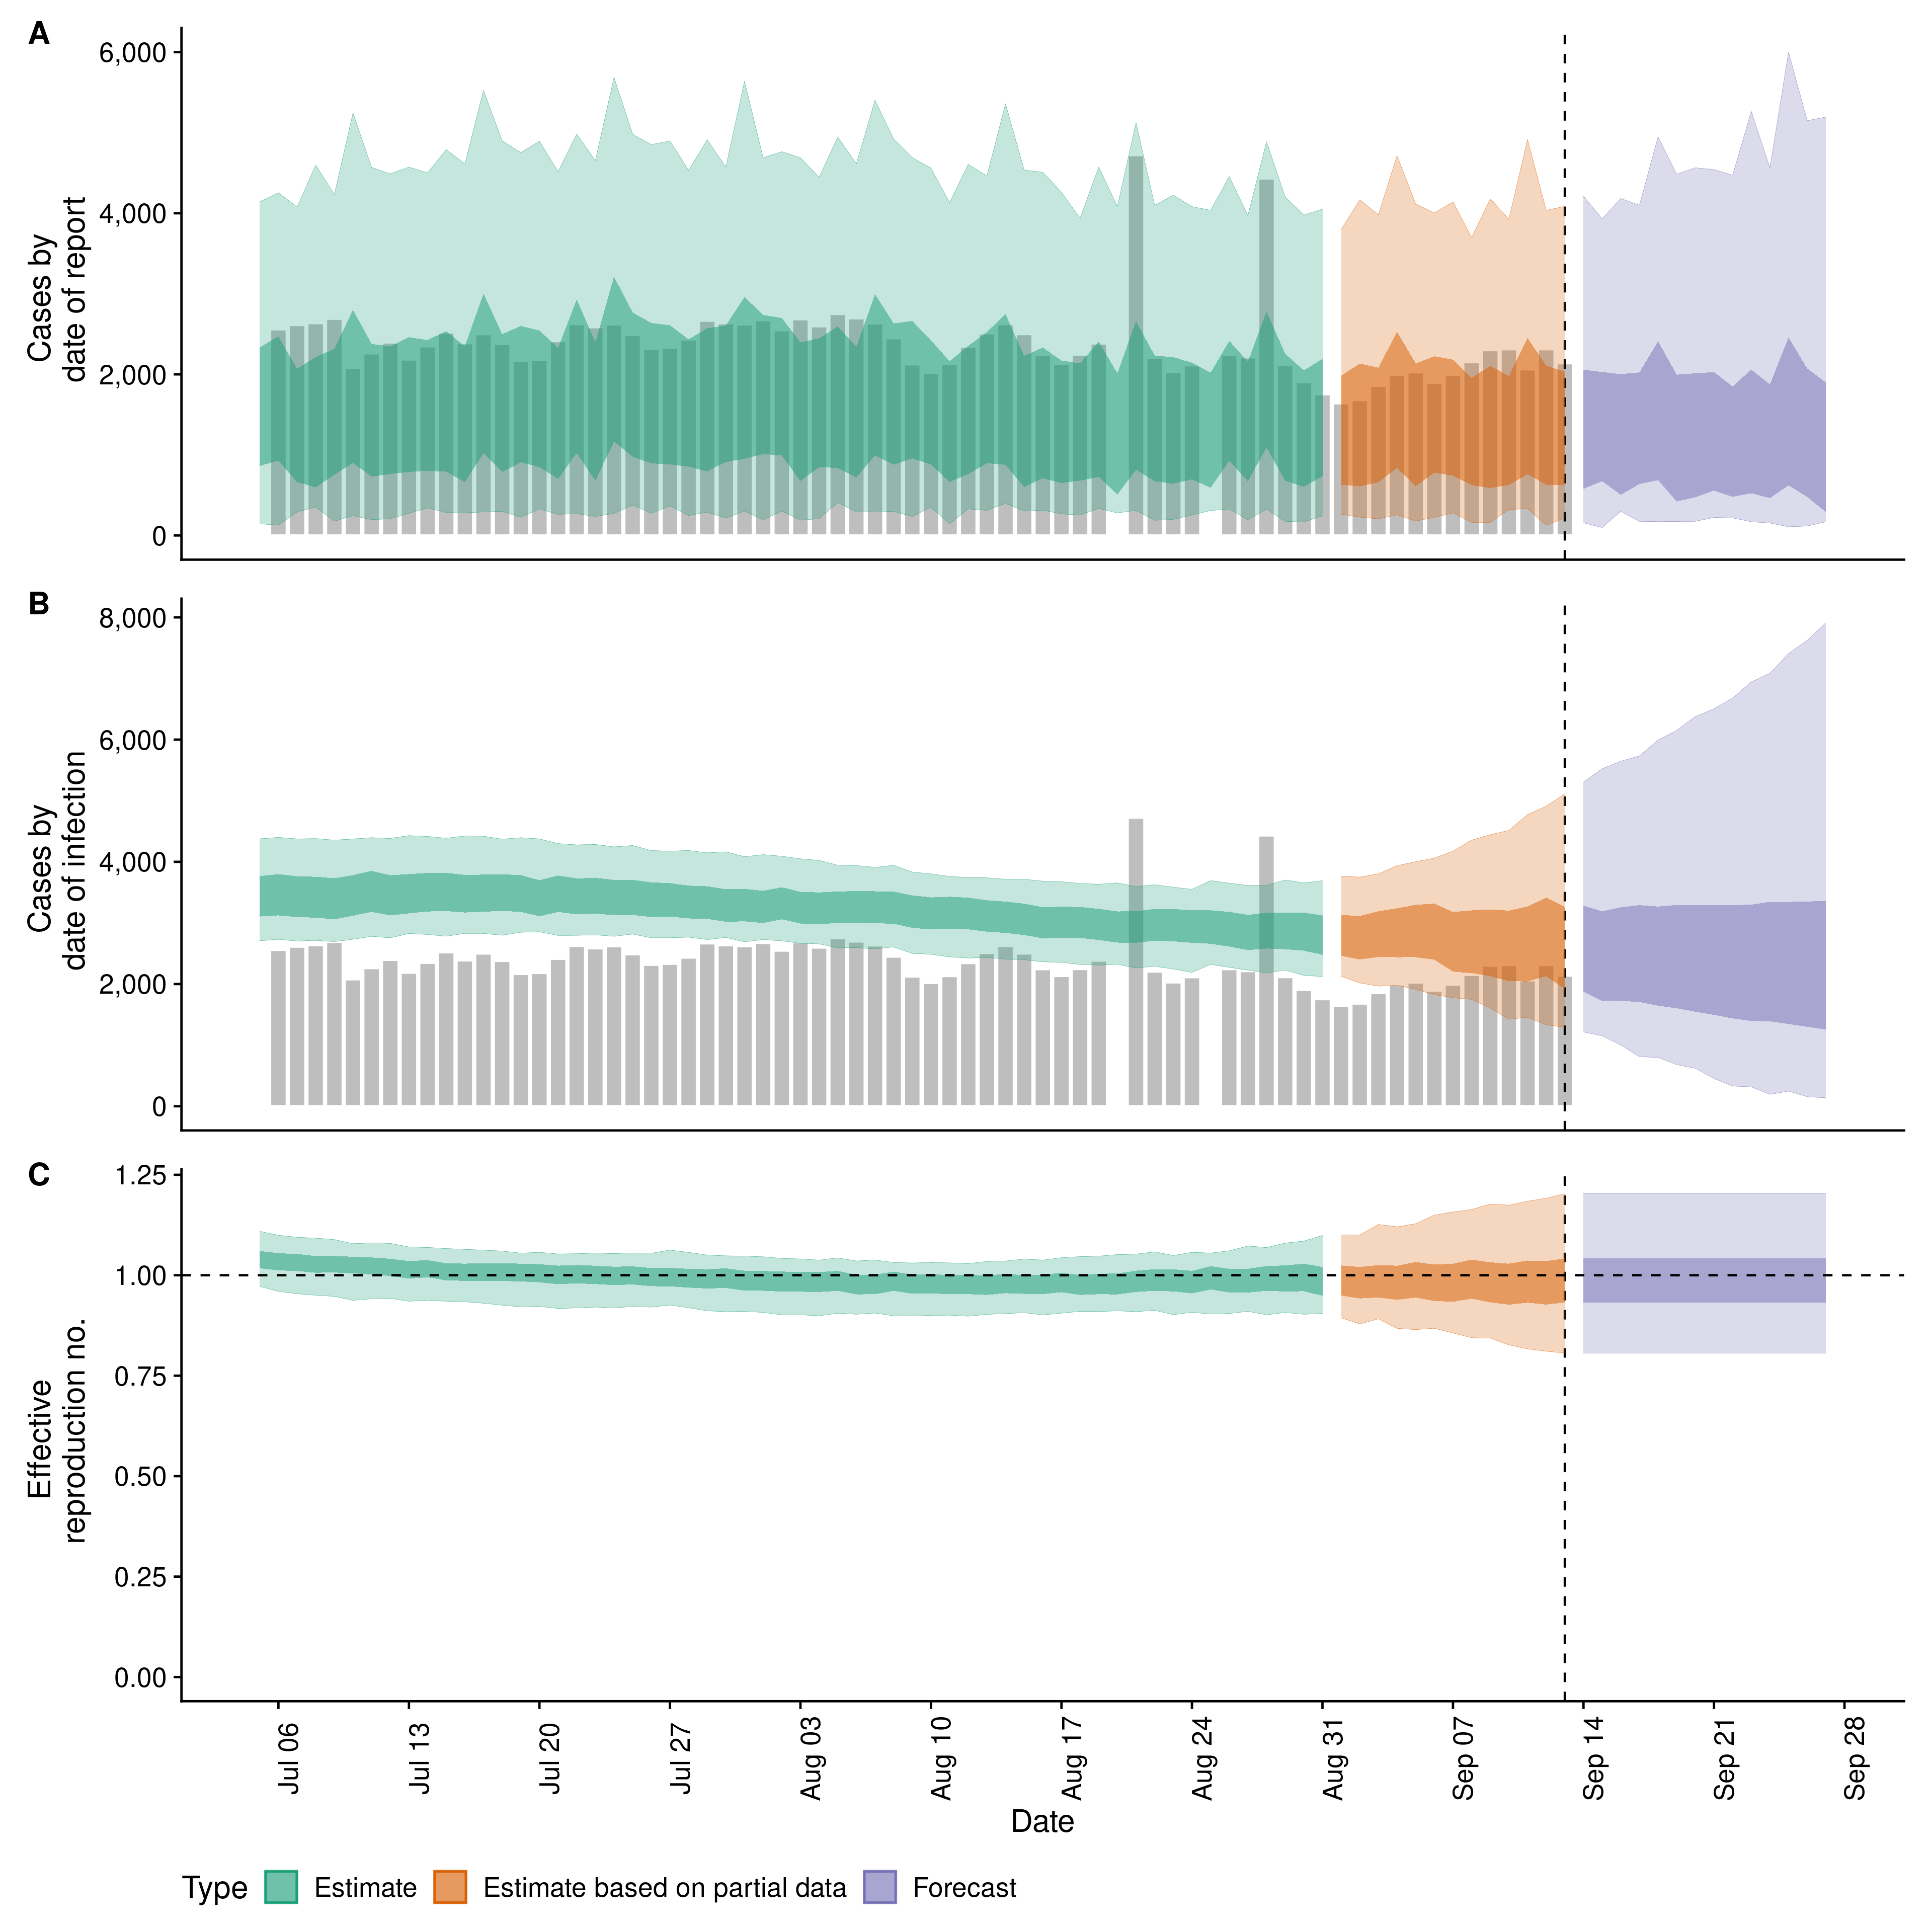 A
6,000
4,000
2,000
0
Cases by
date of report
B
8,000
6,000
4,000
2,000
0
Cases by
date of infection
C
1.25
1.00
0.75
0.50
0.25
0.00
Effective
reproduction no.
Jul 06
Jul 13
Jul 20
Jul 27
Aug 03
Aug 10
Aug 17
Aug 24
Aug 31
Sep 07
Sep 14
Sep 21
Sep 28
Date
Type Estimate Estimate based on partial data Forecast